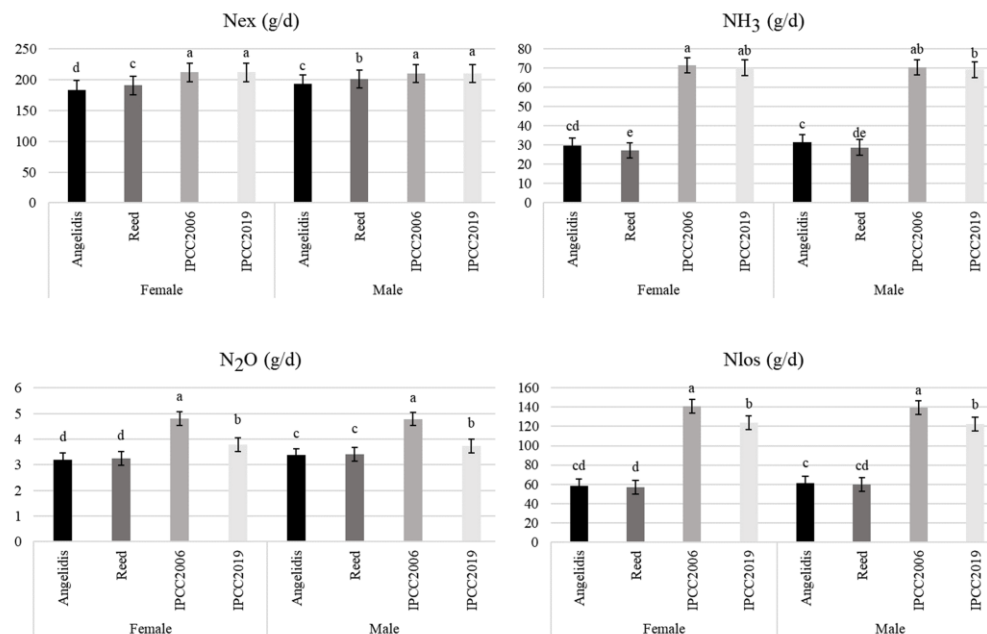 Nex (g/d)
250
200
150
100
50
0
d
c
a
a
c
b
a
a
Angelidis
Reed
IPCC2006
IPCC2019
Angelidis
Reed
IPCC2006
IPCC2019
Female
Male
NH3 (g/d)
80
70
60
50
40
30
20
10
0
cd
e
a
ab
c
de
ab
b
Angelidis
Reed
IPCC2006
IPCC2019
Angelidis
Reed
IPCC2006
IPCC2019
Female
Male
N2O (g/d)
6
5
4
3
2
1
0
d
d
a
b
c
c
a
b
Angelidis
Reed
IPCC2006
IPCC2019
Angelidis
Reed
IPCC2006
IPCC2019
Female
Male
Nlos (g/d)
160
140
120
100
80
60
40
20
0
cd
d
a
b
c
cd
a
b
Angelidis
Reed
IPCC2006
IPCC2019
Angelidis
Reed
IPCC2006
IPCC2019
Female
Male